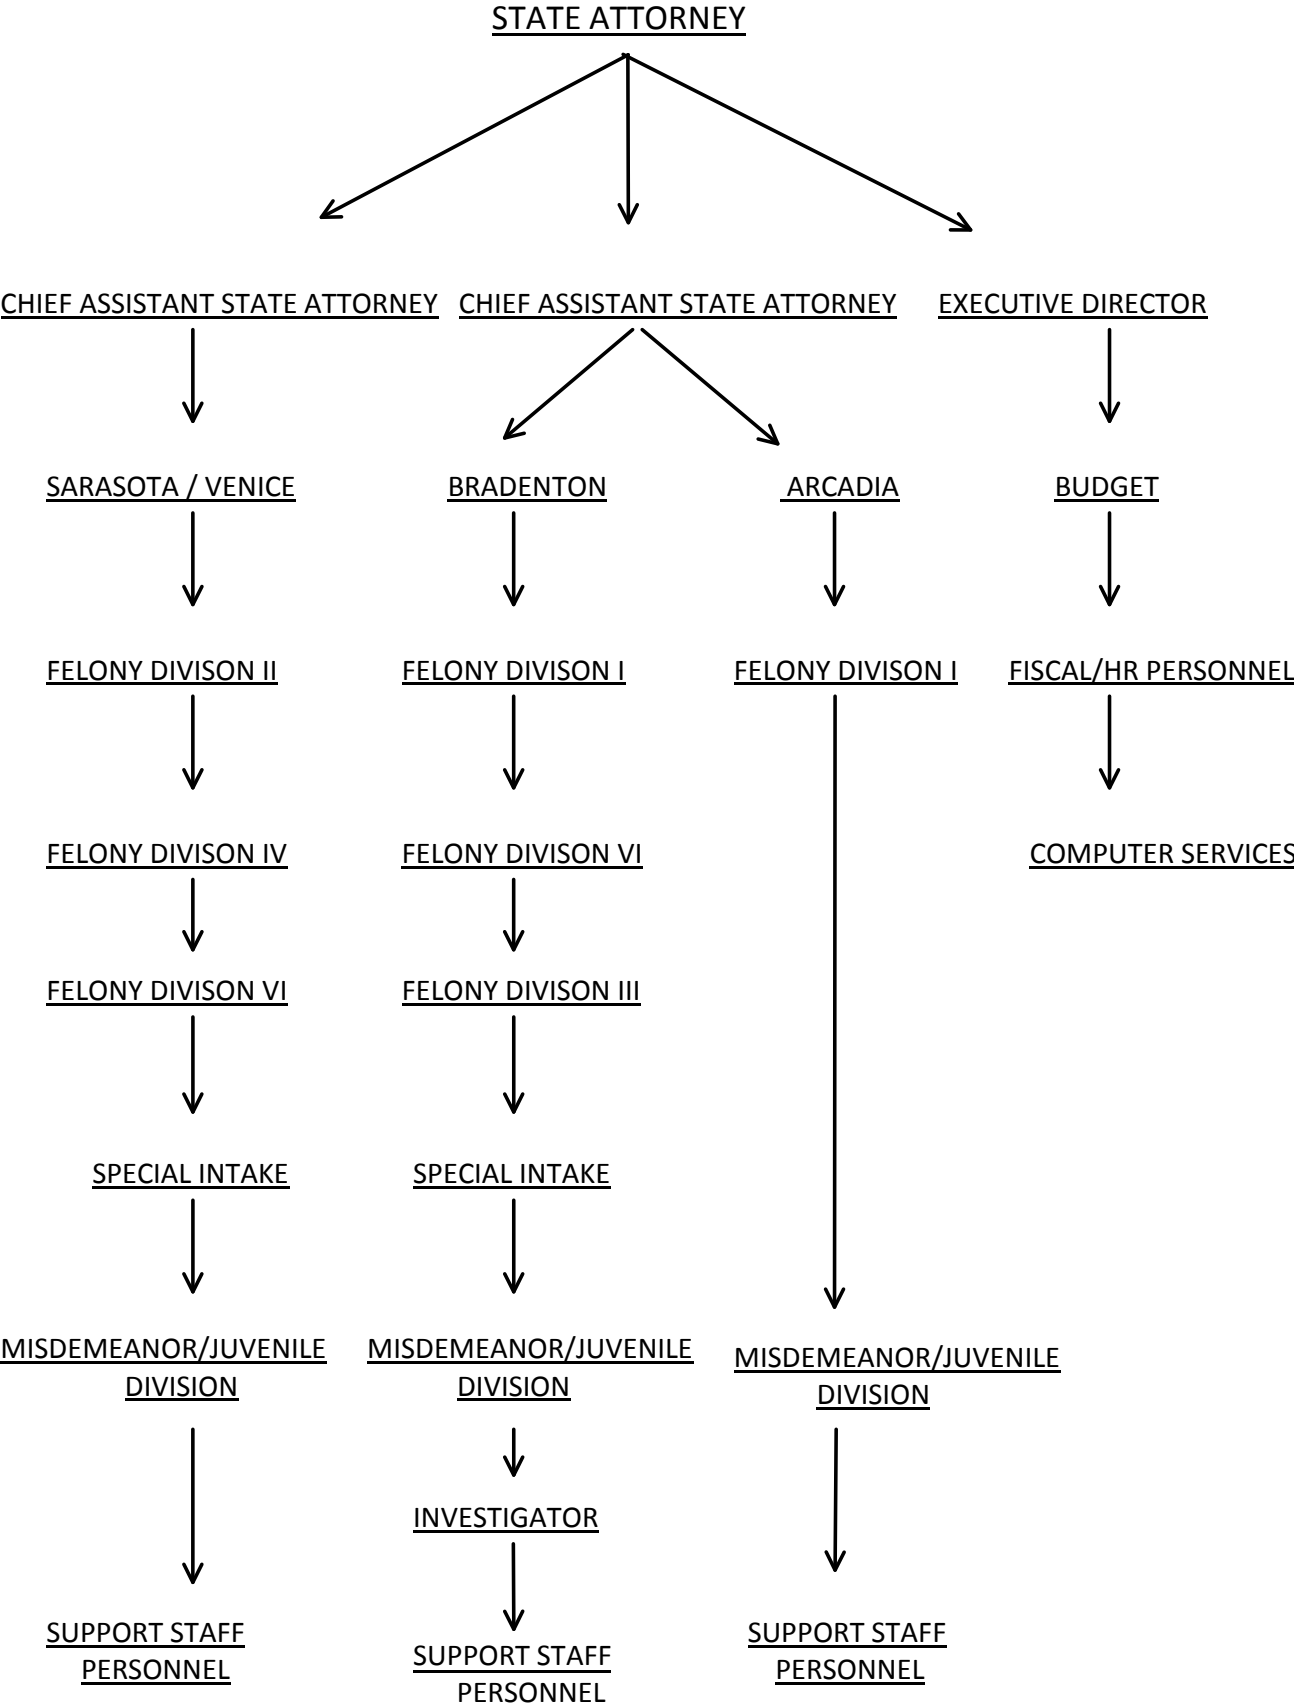 STATE ATTORNEY
CHIEF ASSISTANT STATE ATTORNEY
CHIEF ASSISTANT STATE ATTORNEY
EXECUTIVE DIRECTOR
SARASOTA / VENICE
BRADENTON
ARCADIA
BUDGET
FELONY DIVISON II
FELONY DIVISON I
FELONY DIVISON I
FISCAL/HR PERSONNEL
FELONY DIVISON IV
FELONY DIVISON VI
COMPUTER SERVICES
FELONY DIVISON VI
FELONY DIVISON III
SPECIAL INTAKE
SPECIAL INTAKE
MISDEMEANOR/JUVENILE
DIVISION
MISDEMEANOR/JUVENILE
DIVISION
MISDEMEANOR/JUVENILE
DIVISION
INVESTIGATOR
SUPPORT STAFF
PERSONNEL
SUPPORT STAFF
PERSONNEL
SUPPORT STAFF
PERSONNEL